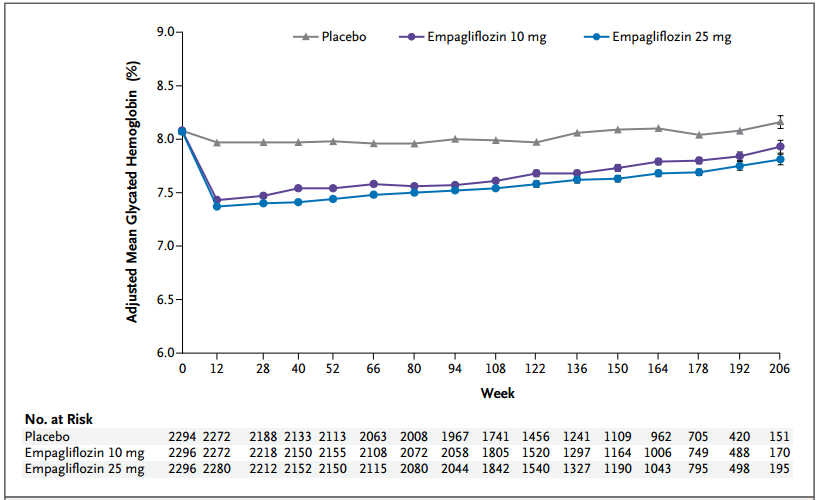 Placebo Empagliflozin 10 mg Empagliflozin 25 mg
Adjusted Mean Glycated Hemoglobin (%)
9.0
8.5
8.0
7.5
7.0
6.5
6.0
0 12 28 40 52 66 80 94 108 122 136 150 164 178 192 206
Week
No. at Risk
Placebo 2294 2272 2188 2133 2113 2063 2008 1967 1741 1456 1241 1109 962 705 420 151
Empagliflozin 10 mg 2296 2272 2218 2150 2155 2108 2072 2058 1805 1520 1297 1164 1006 749 488 170
Empagliflozin 25 mg 2296 2280 2212 2152 2150 2115 2080 2044 1842 1540 1327 1190 1043 795 498 195